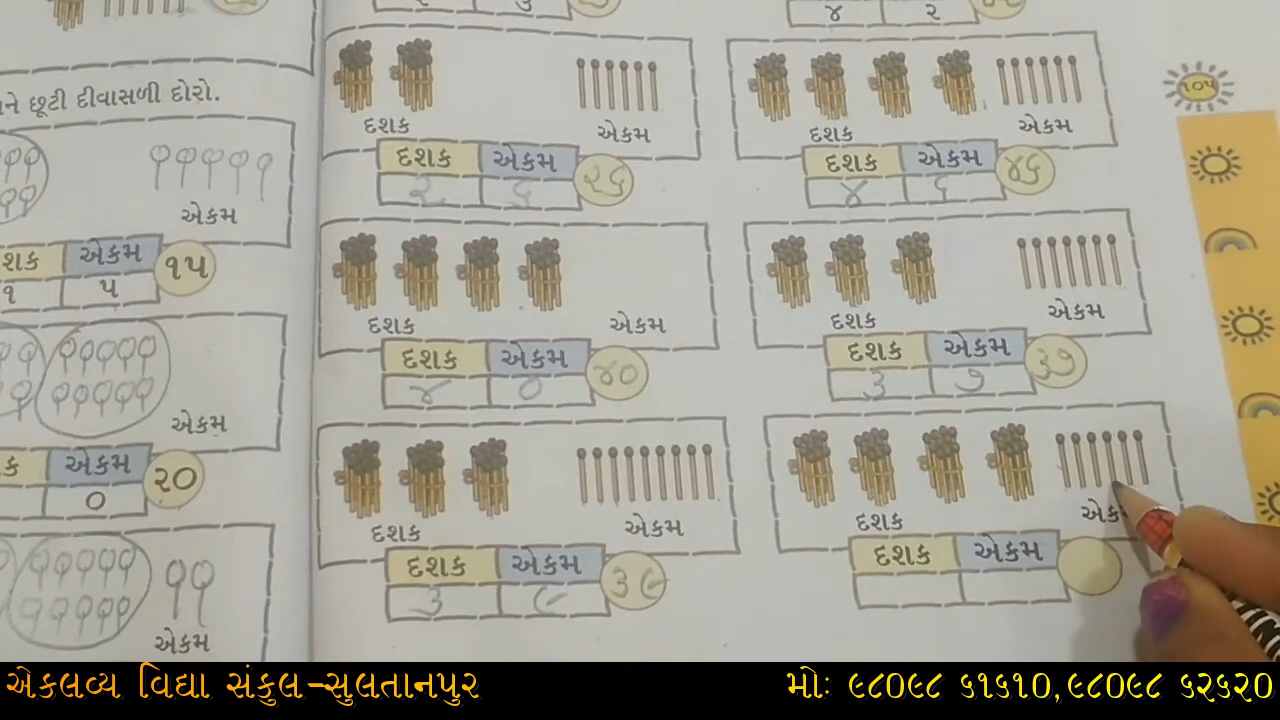 ૪ ૨
ને છૂટી દીવાસળી દોરો.
એકમ
શક એકમ ૧૫
૧ ૫
એકમ
ક એકમ ૨૦
૦
એકમ
દશક એકમ
દશક એકમ ૨૬
૨ ૬
દશક એકમ
દશક એકમ ૪૬
૪ ૬
દશક એકમ
દશક એકમ ૪૦
૪ ૦
દશક એકમ
દશક એકમ ૩૭
૩ ૭
દશક એકમ
દશક એકમ ૩૯
૩ ૯
દશક
દશક એકમ
૧૦૫
એકલવ્ય વિદ્યા સંકુલ-સુલતાનપુર
મોઃ ૯૮૦૯૮ ૬૧૬૧૦,૯૮૦૯૮ ૬૨૬૨૦